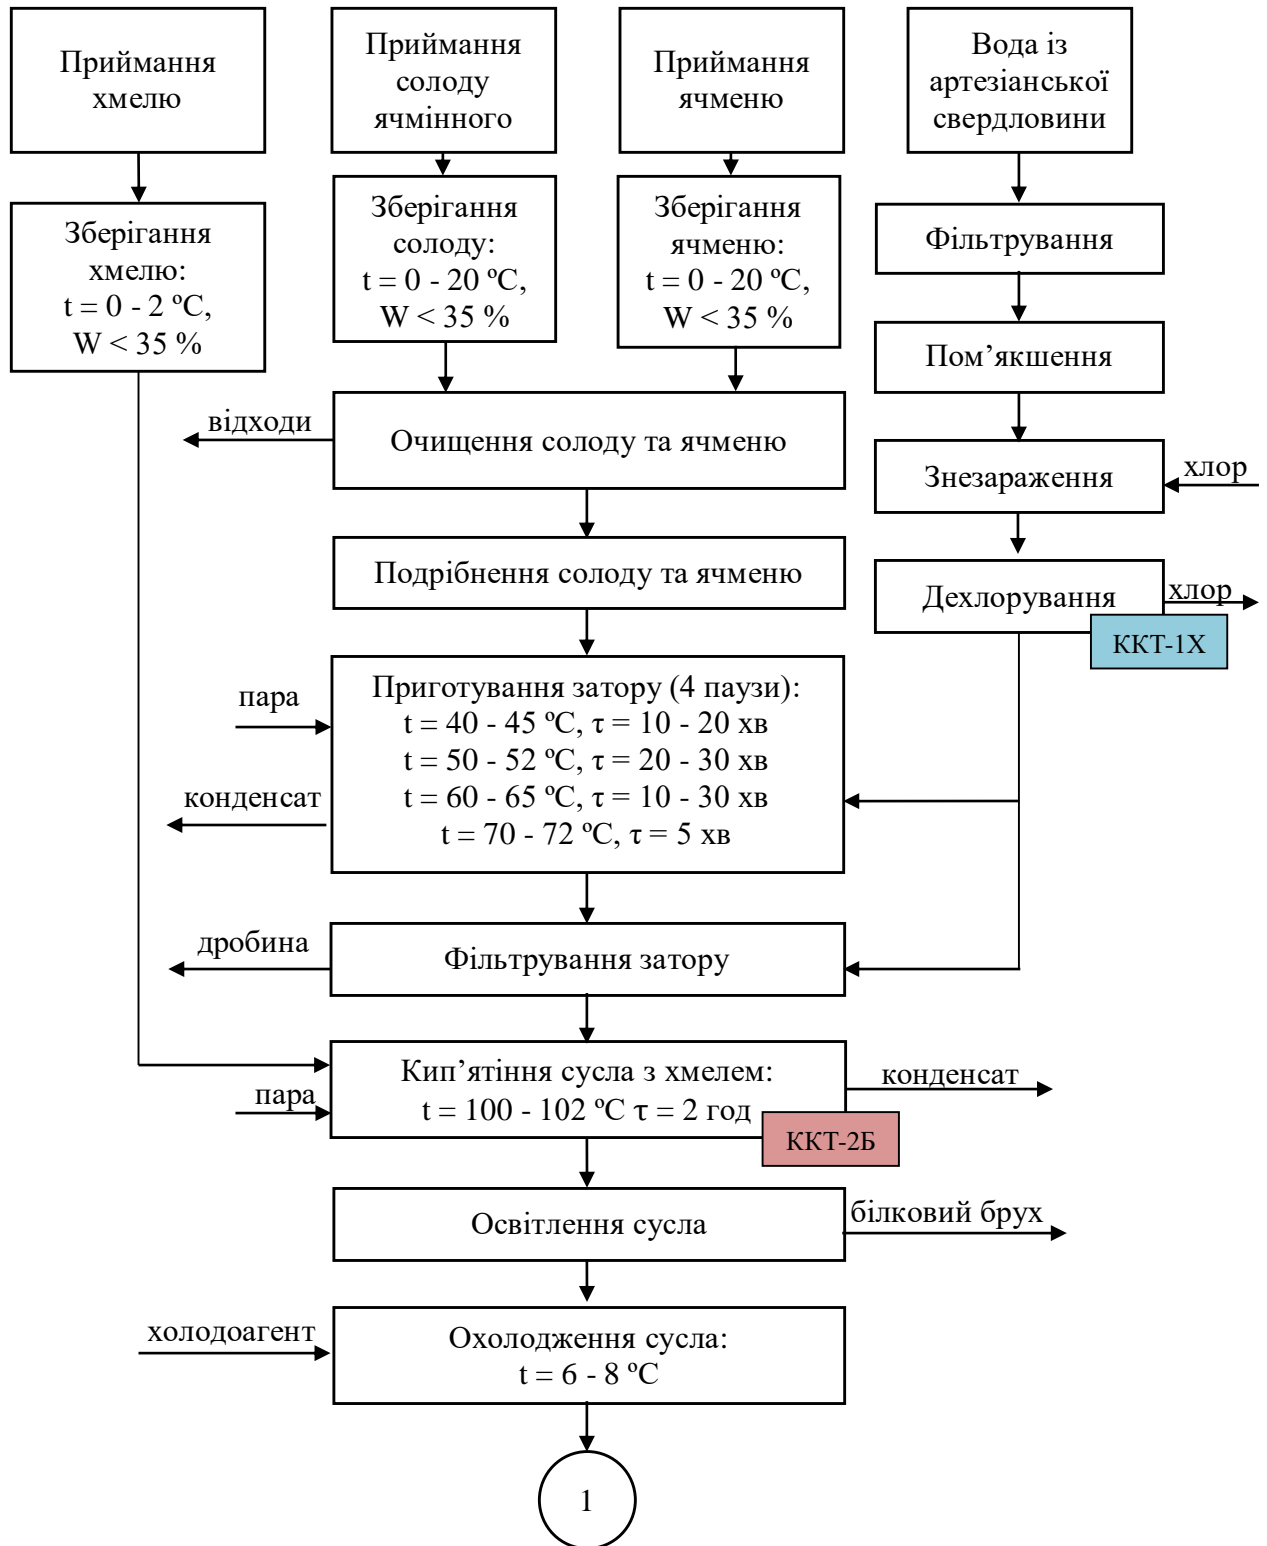 Приймання
хмелю
Приймання
солоду
ячмінного
Приймання
ячменю
Вода із
артезіанської
свердловини
Зберігання
хмелю:
t = 0 - 2 ºC,
W < 35 %
Зберігання
солоду:
t = 0 - 20 ºC,
W < 35 %
Зберігання
ячменю:
t = 0 - 20 ºC,
W < 35 %
Фільтрування
Пом’якшення
відходи
Очищення солоду та ячменю
Знезараження
хлор
Подрібнення солоду та ячменю
Дехлорування
хлор
ККТ-1Х
пара
конденсат
Приготування затору (4 паузи):
t = 40 - 45 ºC, τ = 10 - 20 хв
t = 50 - 52 ºC, τ = 20 - 30 хв
t = 60 - 65 ºC, τ = 10 - 30 хв
t = 70 - 72 ºC, τ = 5 хв
дробина
Фільтрування затору
пара
Кип’ятіння сусла з хмелем:
t = 100 - 102 ºC τ = 2 год
конденсат
ККТ-2Б
Освітлення сусла
білковий брух
холодоагент
Охолодження сусла:
t = 6 - 8 ºC
1